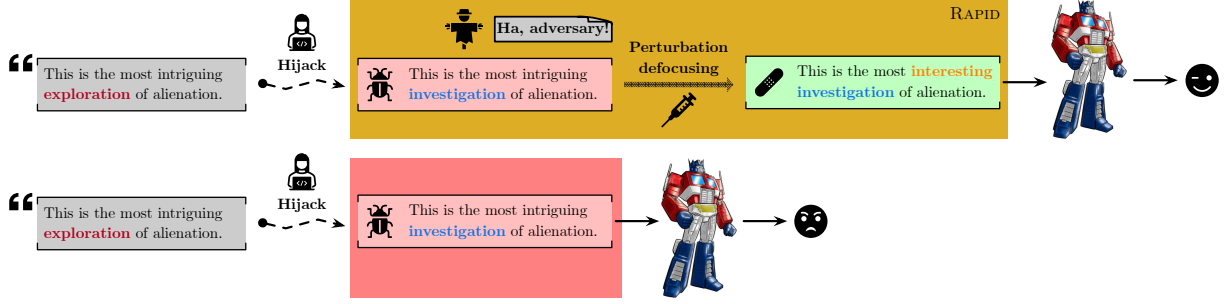 RAPID
Ha, adversary!
Hijack
This is the most intriguing
exploration of alienation.
This is the most intriguing
investigation of alienation.
Perturbation
defocusing
This is the most interesting
investigation of alienation.
Hijack
This is the most intriguing
exploration of alienation.
This is the most intriguing
investigation of alienation.